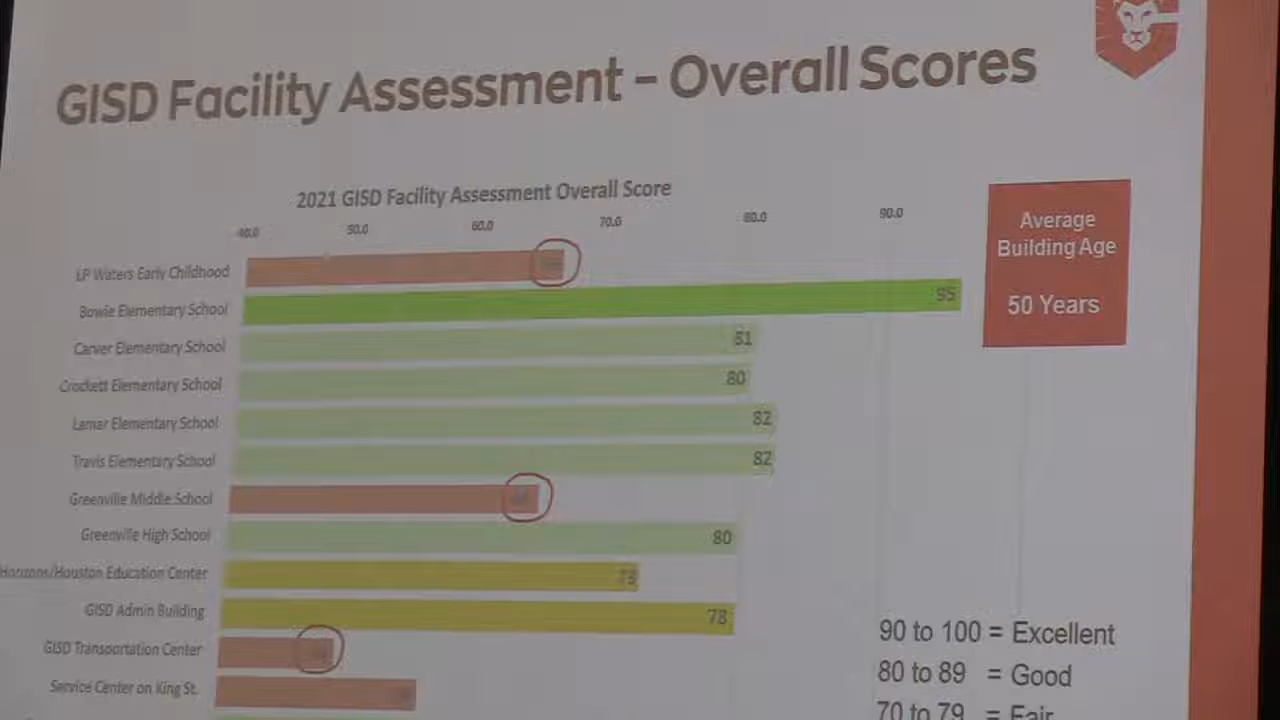 GISD Facility Assessment – Overall Scores
2021 GISD Facility Assessment Overall Score
40.0 50.0 60.0 70.0 80.0 90.0
Average
Building Age
50 Years
LP Waters Early Childhood
Bowie Elementary School 95
Carver Elementary School 81
Crockett Elementary School 80
Lamar Elementary School 82
Travis Elementary School 82
Greenville Middle School
Greenville High School 80
Horizons/Houston Education Center 73
GISD Admin Building 78
GISD Transportation Center
Service Center on King St.
90 to 100 = Excellent
80 to 89 = Good
70 to 79 = Fair